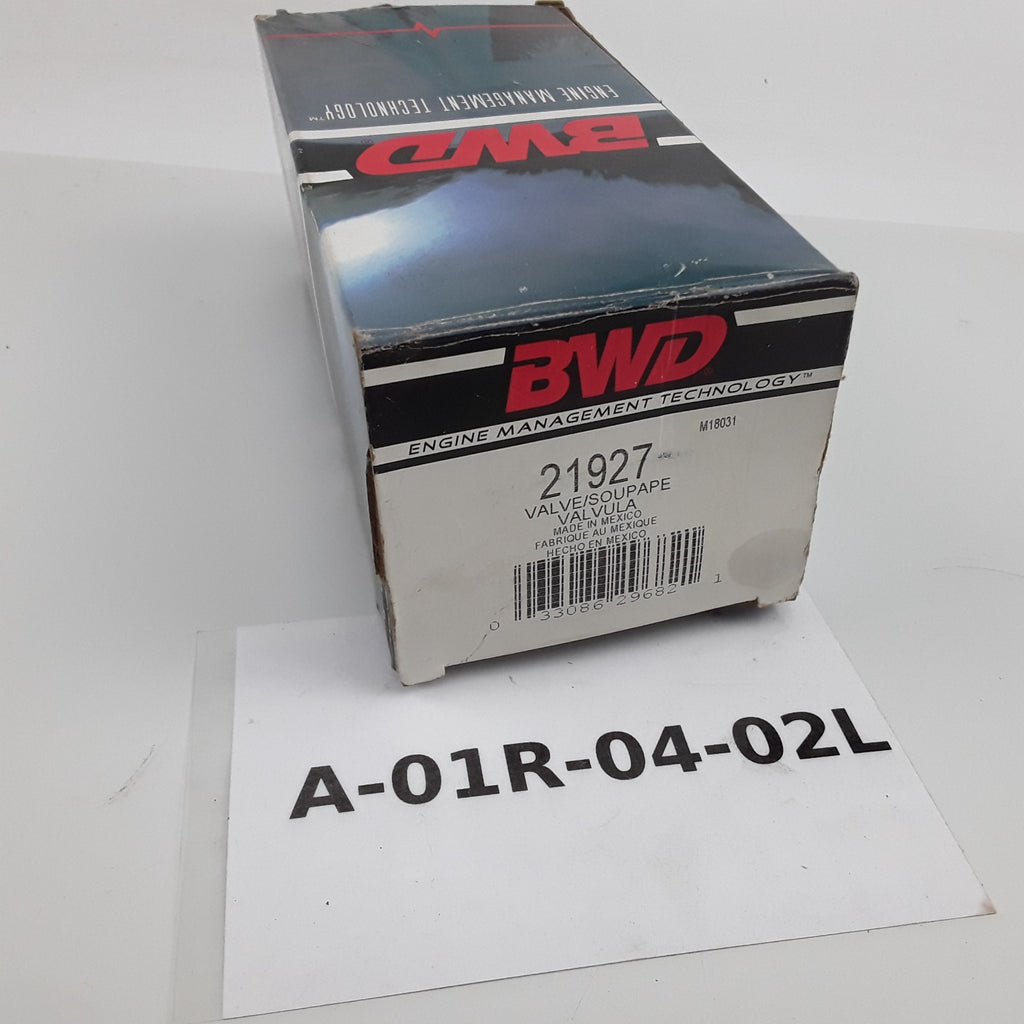 ENGINE MANAGEMENT TECHNOLOGY™
BWD
BWD®
ENGINE MANAGEMENT TECHNOLOGY™
M18031
21927
VALVE/SOUPAPE
VALVULA
MADE IN MEXICO
FABRIQUE AU MEXIQUE
HECHO EN MEXICO
0 33086 29682 1
A-01R-04-02L